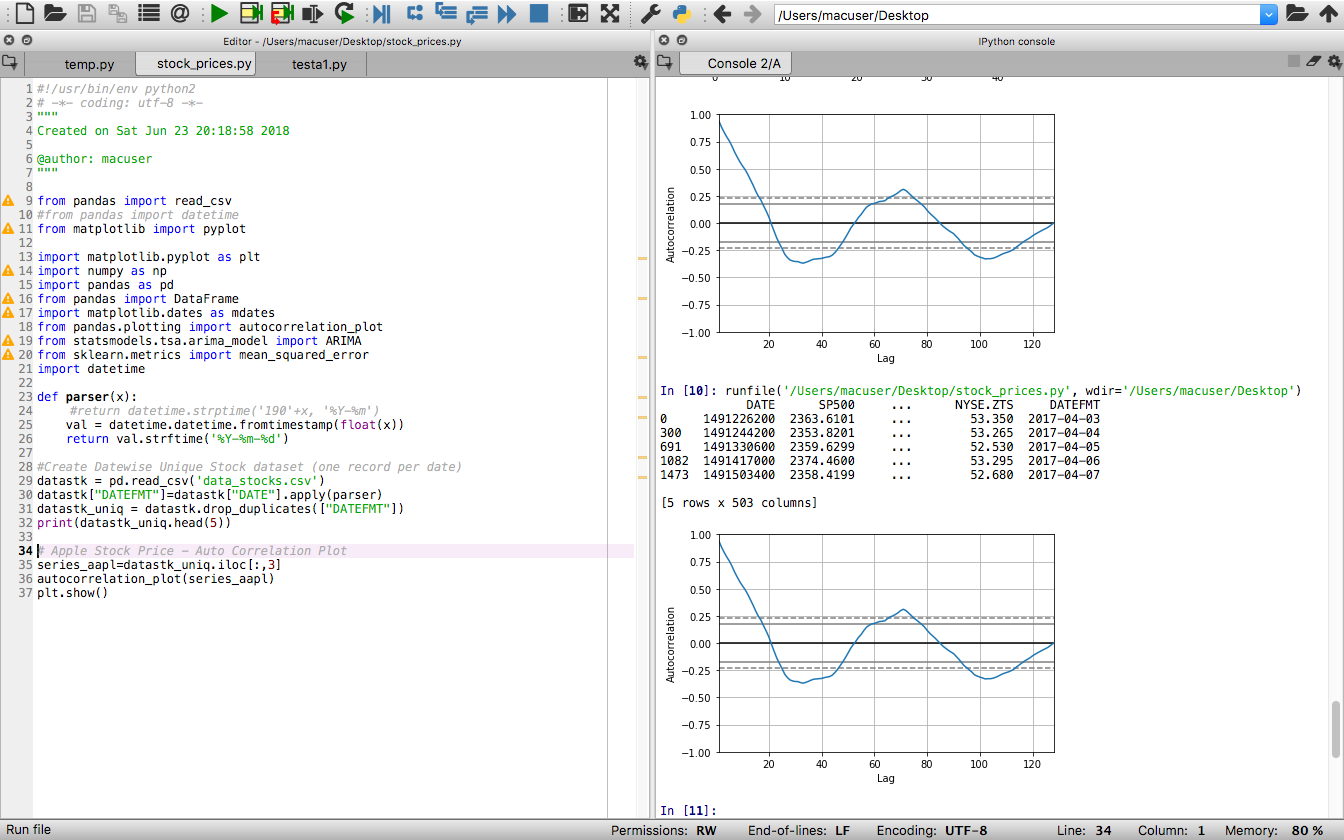 /Users/macuser/Desktop
Editor - /Users/macuser/Desktop/stock_prices.py
temp.py
stock_prices.py
testa1.py
1 #!/usr/bin/env python2
2 # -*- coding: utf-8 -*-
3 """
4 Created on Sat Jun 23 20:18:58 2018
5
6 @author: macuser
7 """
8
9 from pandas import read_csv
10 #from pandas import datetime
11 from matplotlib import pyplot
12
13 import matplotlib.pyplot as plt
14 import numpy as np
15 import pandas as pd
16 from pandas import DataFrame
17 import matplotlib.dates as mdates
18 from pandas.plotting import autocorrelation_plot
19 from statsmodels.tsa.arima_model import ARIMA
20 from sklearn.metrics import mean_squared_error
21 import datetime
22
23 def parser(x):
24     #return datetime.strptime('190'+x, '%Y-%m')
25     val = datetime.datetime.fromtimestamp(float(x))
26     return val.strftime('%Y-%m-%d')
27
28 #Create Datewise Unique Stock dataset (one record per date)
29 datastk = pd.read_csv('data_stocks.csv')
30 datastk["DATEFMT"]=datastk["DATE"].apply(parser)
31 datastk_uniq = datastk.drop_duplicates(["DATEFMT"])
32 print(datastk_uniq.head(5))
33
34 # Apple Stock Price - Auto Correlation Plot
35 series_aapl=datastk_uniq.iloc[:,3]
36 autocorrelation_plot(series_aapl)
37 plt.show()
IPython console
Console 2/A
0 10 20 30 40
1.00
0.75
0.50
0.25
0.00
−0.25
−0.50
−0.75
−1.00
Autocorrelation
20 40 60 80 100 120
Lag
In [10]: runfile('/Users/macuser/Desktop/stock_prices.py', wdir='/Users/macuser/Desktop')
DATE SP500 ... NYSE.ZTS DATEFMT
0 1491226200 2363.6101 ... 53.350 2017-04-03
300 1491244200 2353.8201 ... 53.265 2017-04-04
691 1491330600 2359.6299 ... 52.530 2017-04-05
1082 1491417000 2374.4600 ... 53.295 2017-04-06
1473 1491503400 2358.4199 ... 52.680 2017-04-07
[5 rows x 503 columns]
1.00
0.75
0.50
0.25
0.00
−0.25
−0.50
−0.75
−1.00
Autocorrelation
20 40 60 80 100 120
Lag
In [11]:
Run file
Permissions: RW End-of-lines: LF Encoding: UTF-8 Line: 34 Column: 1 Memory: 80 %